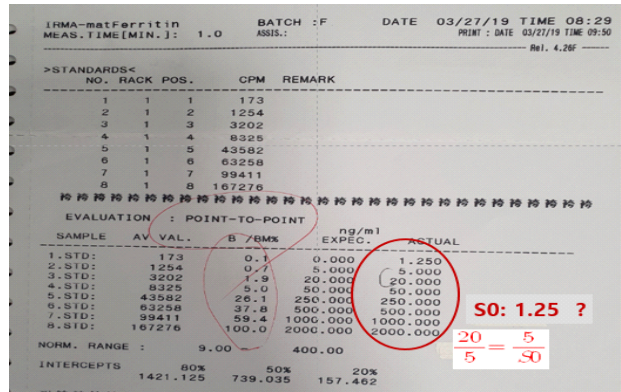 IRMA-matFerritin BATCH :F DATE 03/27/19 TIME 08:29
MEAS.TIME[MIN.]: 1.0 ASSIS.: PRINT : DATE 03/27/19 TIME 09:50
Rel. 4.26F
>STANDARDS<
NO. RACK POS. CPM REMARK
1 1 1 173
2 1 2 1254
3 1 3 3202
4 1 4 8325
5 1 5 43582
6 1 6 63258
7 1 7 99411
8 1 8 167276
EVALUATION : POINT-TO-POINT
ng/ml
SAMPLE AV VAL. B /BM% EXPEC. ACTUAL
1.STD: 173 0.1 0.000 1.250
2.STD: 1254 0.7 5.000 5.000
3.STD: 3202 1.9 20.000 20.000
4.STD: 8325 5.0 50.000 50.000
5.STD: 43582 26.1 250.000 250.000
6.STD: 63258 37.8 500.000 500.000
7.STD: 99411 59.4 1000.000 1000.000
8.STD: 167276 100.0 2000.000 2000.000
S0: 1.25 ?
20/5 = 5/S0
NORM. RANGE : 9.00 - 400.00
INTERCEPTS 80% 50% 20%
1421.125 739.035 157.462